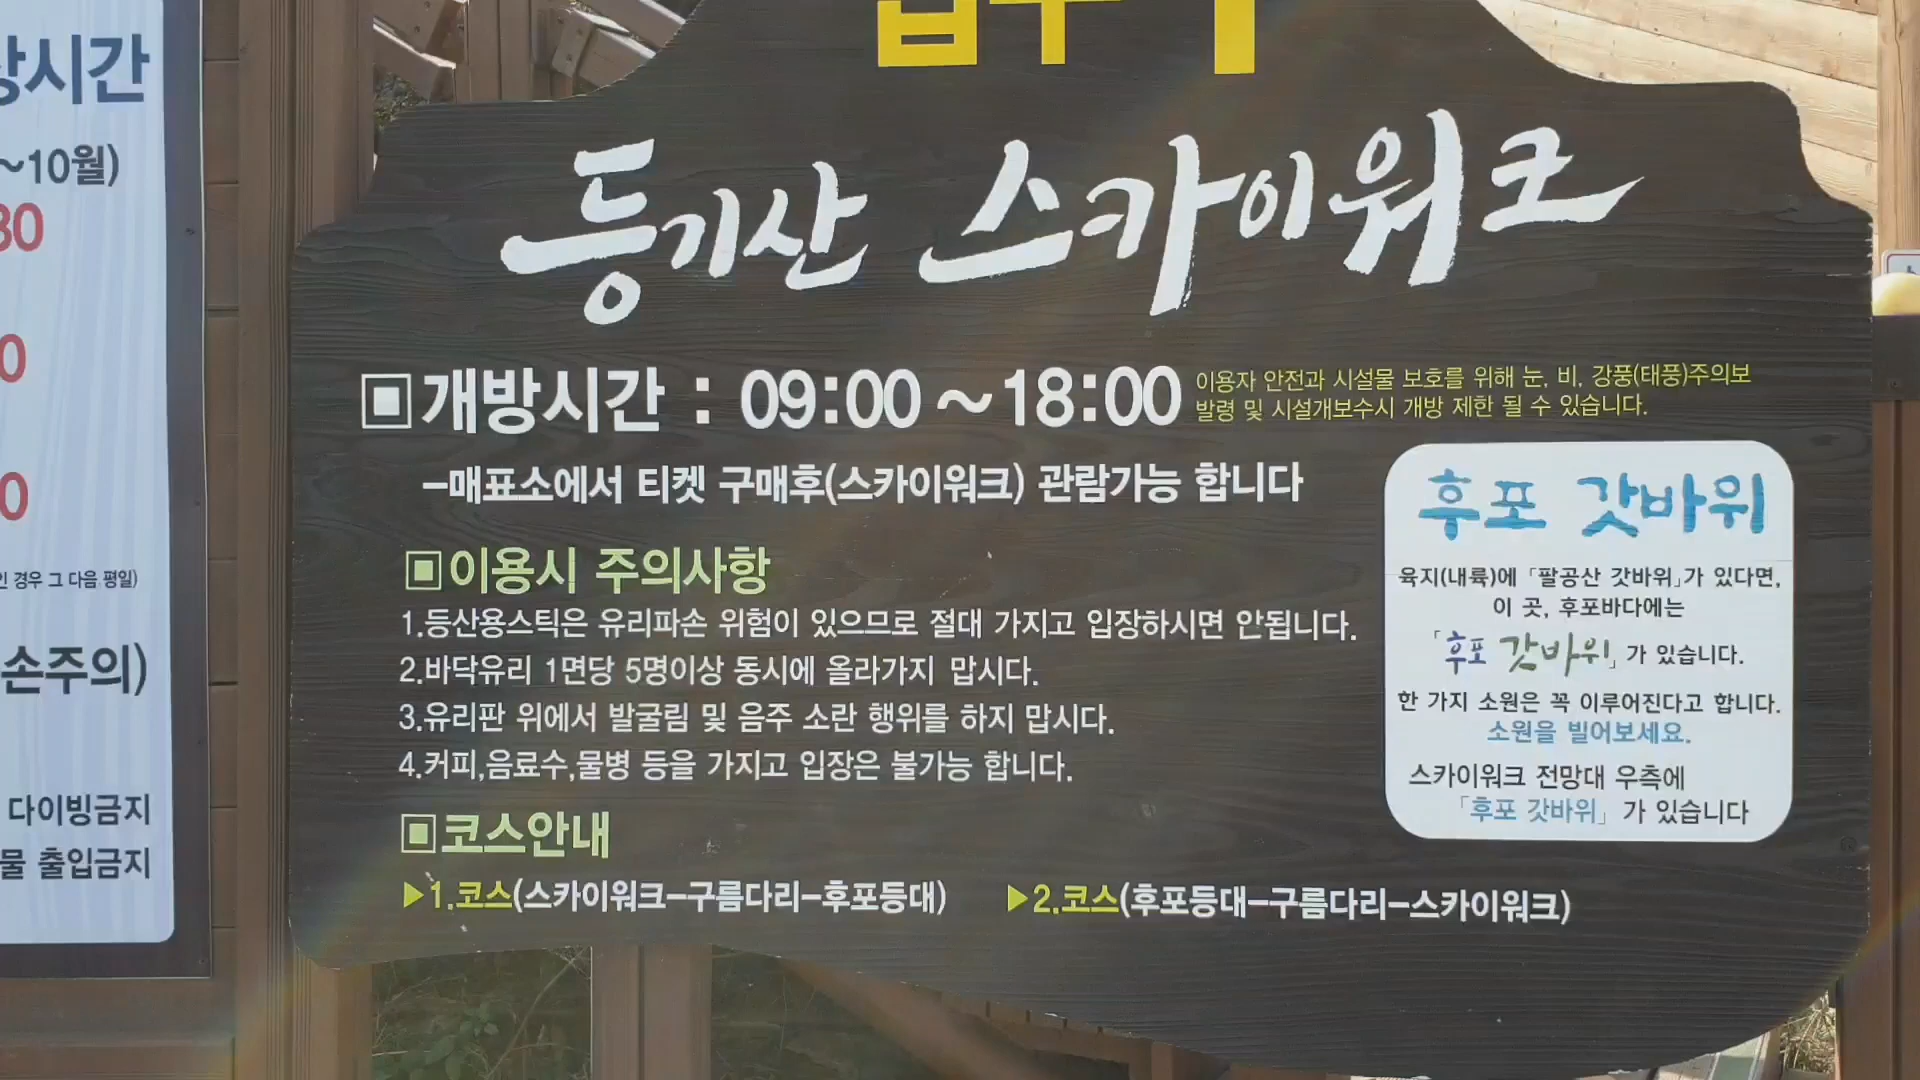 상시간
~10월)
30
0
0
인 경우 그 다음 평일)
손주의)
다이빙금지
물 출입금지
등기산 스카이워크
▣개방시간 : 09:00~18:00
이용자 안전과 시설물 보호를 위해 눈, 비, 강풍(태풍)주의보
발령 및 시설개보수시 개방 제한 될 수 있습니다.
-매표소에서 티켓 구매후(스카이워크) 관람가능 합니다
▣이용시 주의사항
1.등산용스틱은 유리파손 위험이 있으므로 절대 가지고 입장하시면 안됩니다.
2.바닥유리 1면당 5명이상 동시에 올라가지 맙시다.
3.유리판 위에서 발굴림 및 음주 소란 행위를 하지 맙시다.
4.커피,음료수,물병 등을 가지고 입장은 불가능 합니다.
▣코스안내
▶1.코스(스카이워크-구름다리-후포등대)
▶2.코스(후포등대-구름다리-스카이워크)
후포 갓바위
육지(내륙)에 「팔공산 갓바위」가 있다면,
이 곳, 후포바다에는
「후포 갓바위」가 있습니다.
한 가지 소원은 꼭 이루어진다고 합니다.
소원을 빌어보세요.
스카이워크 전망대 우측에
「후포 갓바위」가 있습니다